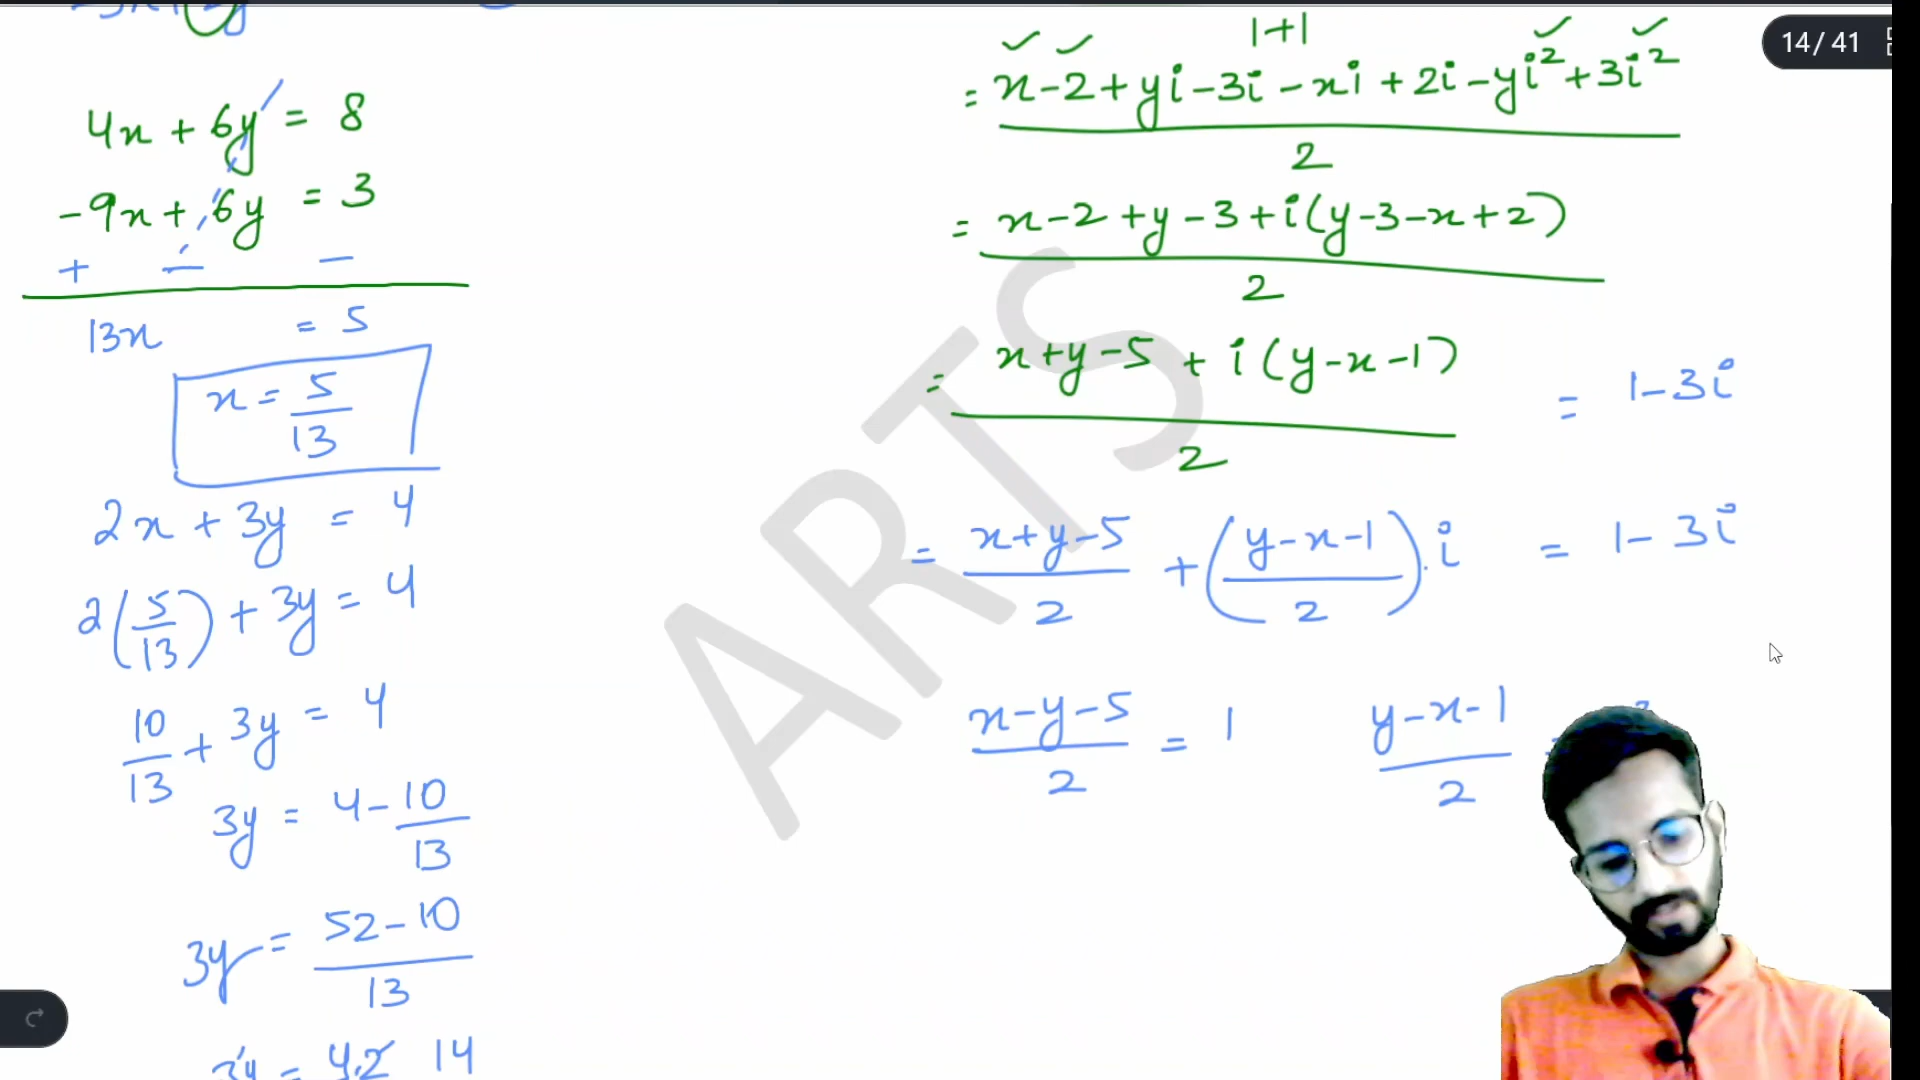 4x + 6y = 8
-9x + 6y = 3
+ - -
13x = 5
x = 5/13
2x + 3y = 4
2(5/13) + 3y = 4
10/13 + 3y = 4
3y = 4 - 10/13
3y = 52 - 10/13
3y = 42 14
1+1
= x - 2 + yi - 3i - xi + 2i - yi² + 3i²/2
= x - 2 + y - 3 + i(y - 3 - x + 2)/2
= x + y - 5 + i(y - x - 1)/2 = 1 - 3i
= x + y - 5/2 + (y - x - 1/2).i = 1 - 3i
x - y - 5/2 = 1 y - x - 1/2
14 / 41
ARTS